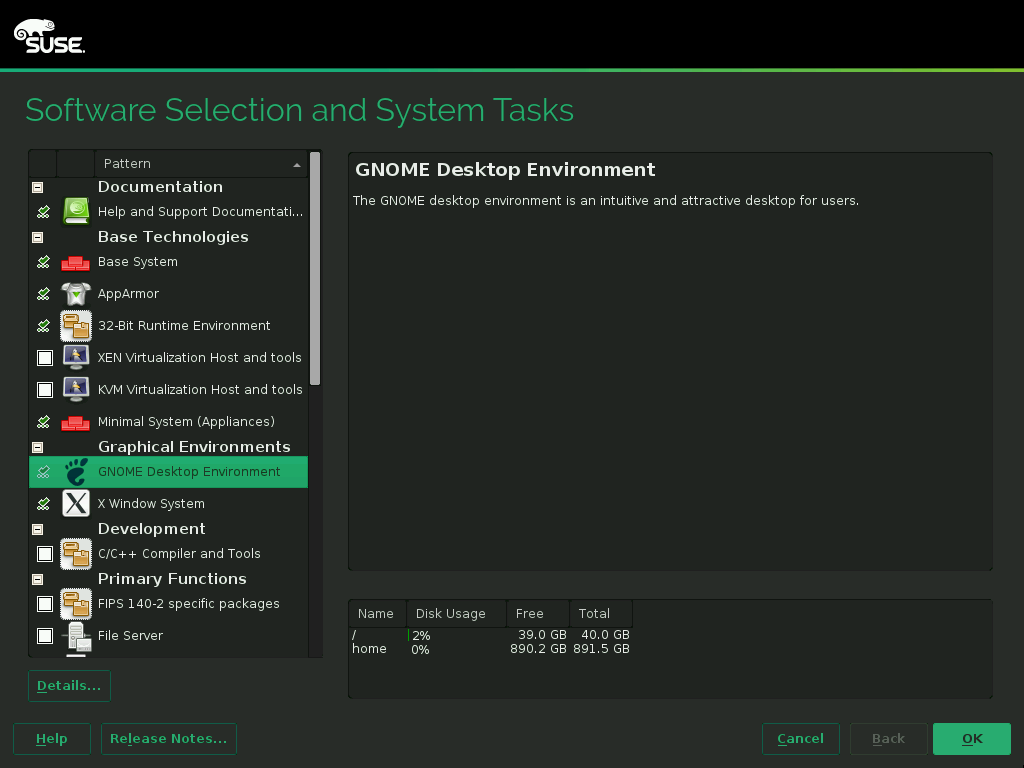 SUSE
Software Selection and System Tasks
Pattern
Documentation
Help and Support Documentati...
Base Technologies
Base System
AppArmor
32-Bit Runtime Environment
XEN Virtualization Host and tools
KVM Virtualization Host and tools
Minimal System (Appliances)
Graphical Environments
GNOME Desktop Environment
X Window System
Development
C/C++ Compiler and Tools
Primary Functions
FIPS 140-2 specific packages
File Server
GNOME Desktop Environment
The GNOME desktop environment is an intuitive and attractive desktop for users.
Name Disk Usage Free Total
/ 2% 39.0 GB 40.0 GB
home 0% 890.2 GB 891.5 GB
Details...
Help Release Notes... Cancel Back OK